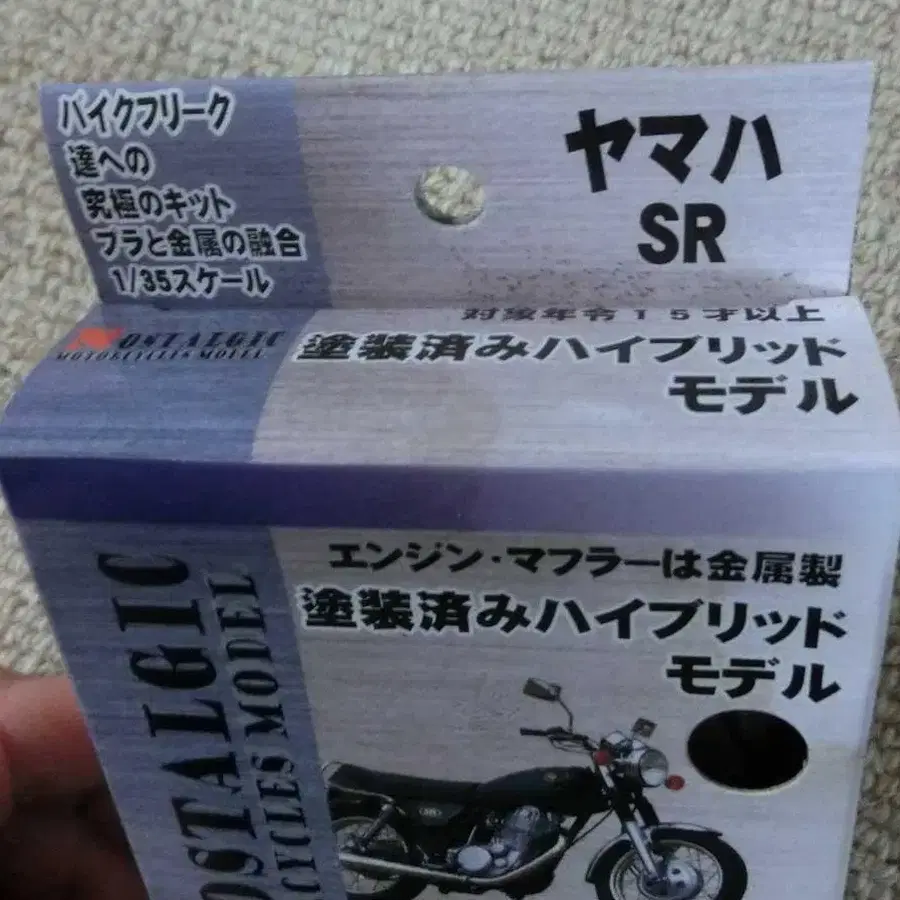 バイクフリーク
達への
究極のキット
プラと金属の融合
1/35スケール
ヤマハ
SR
対象年令15才以上
NOSTALGIC
MOTORCYCLES MODEL
塗装済みハイブリッド
モデル
エンジン・マフラーは金属製
塗装済みハイブリッド
モデル
OSTALGIC
CYCLES MODEL